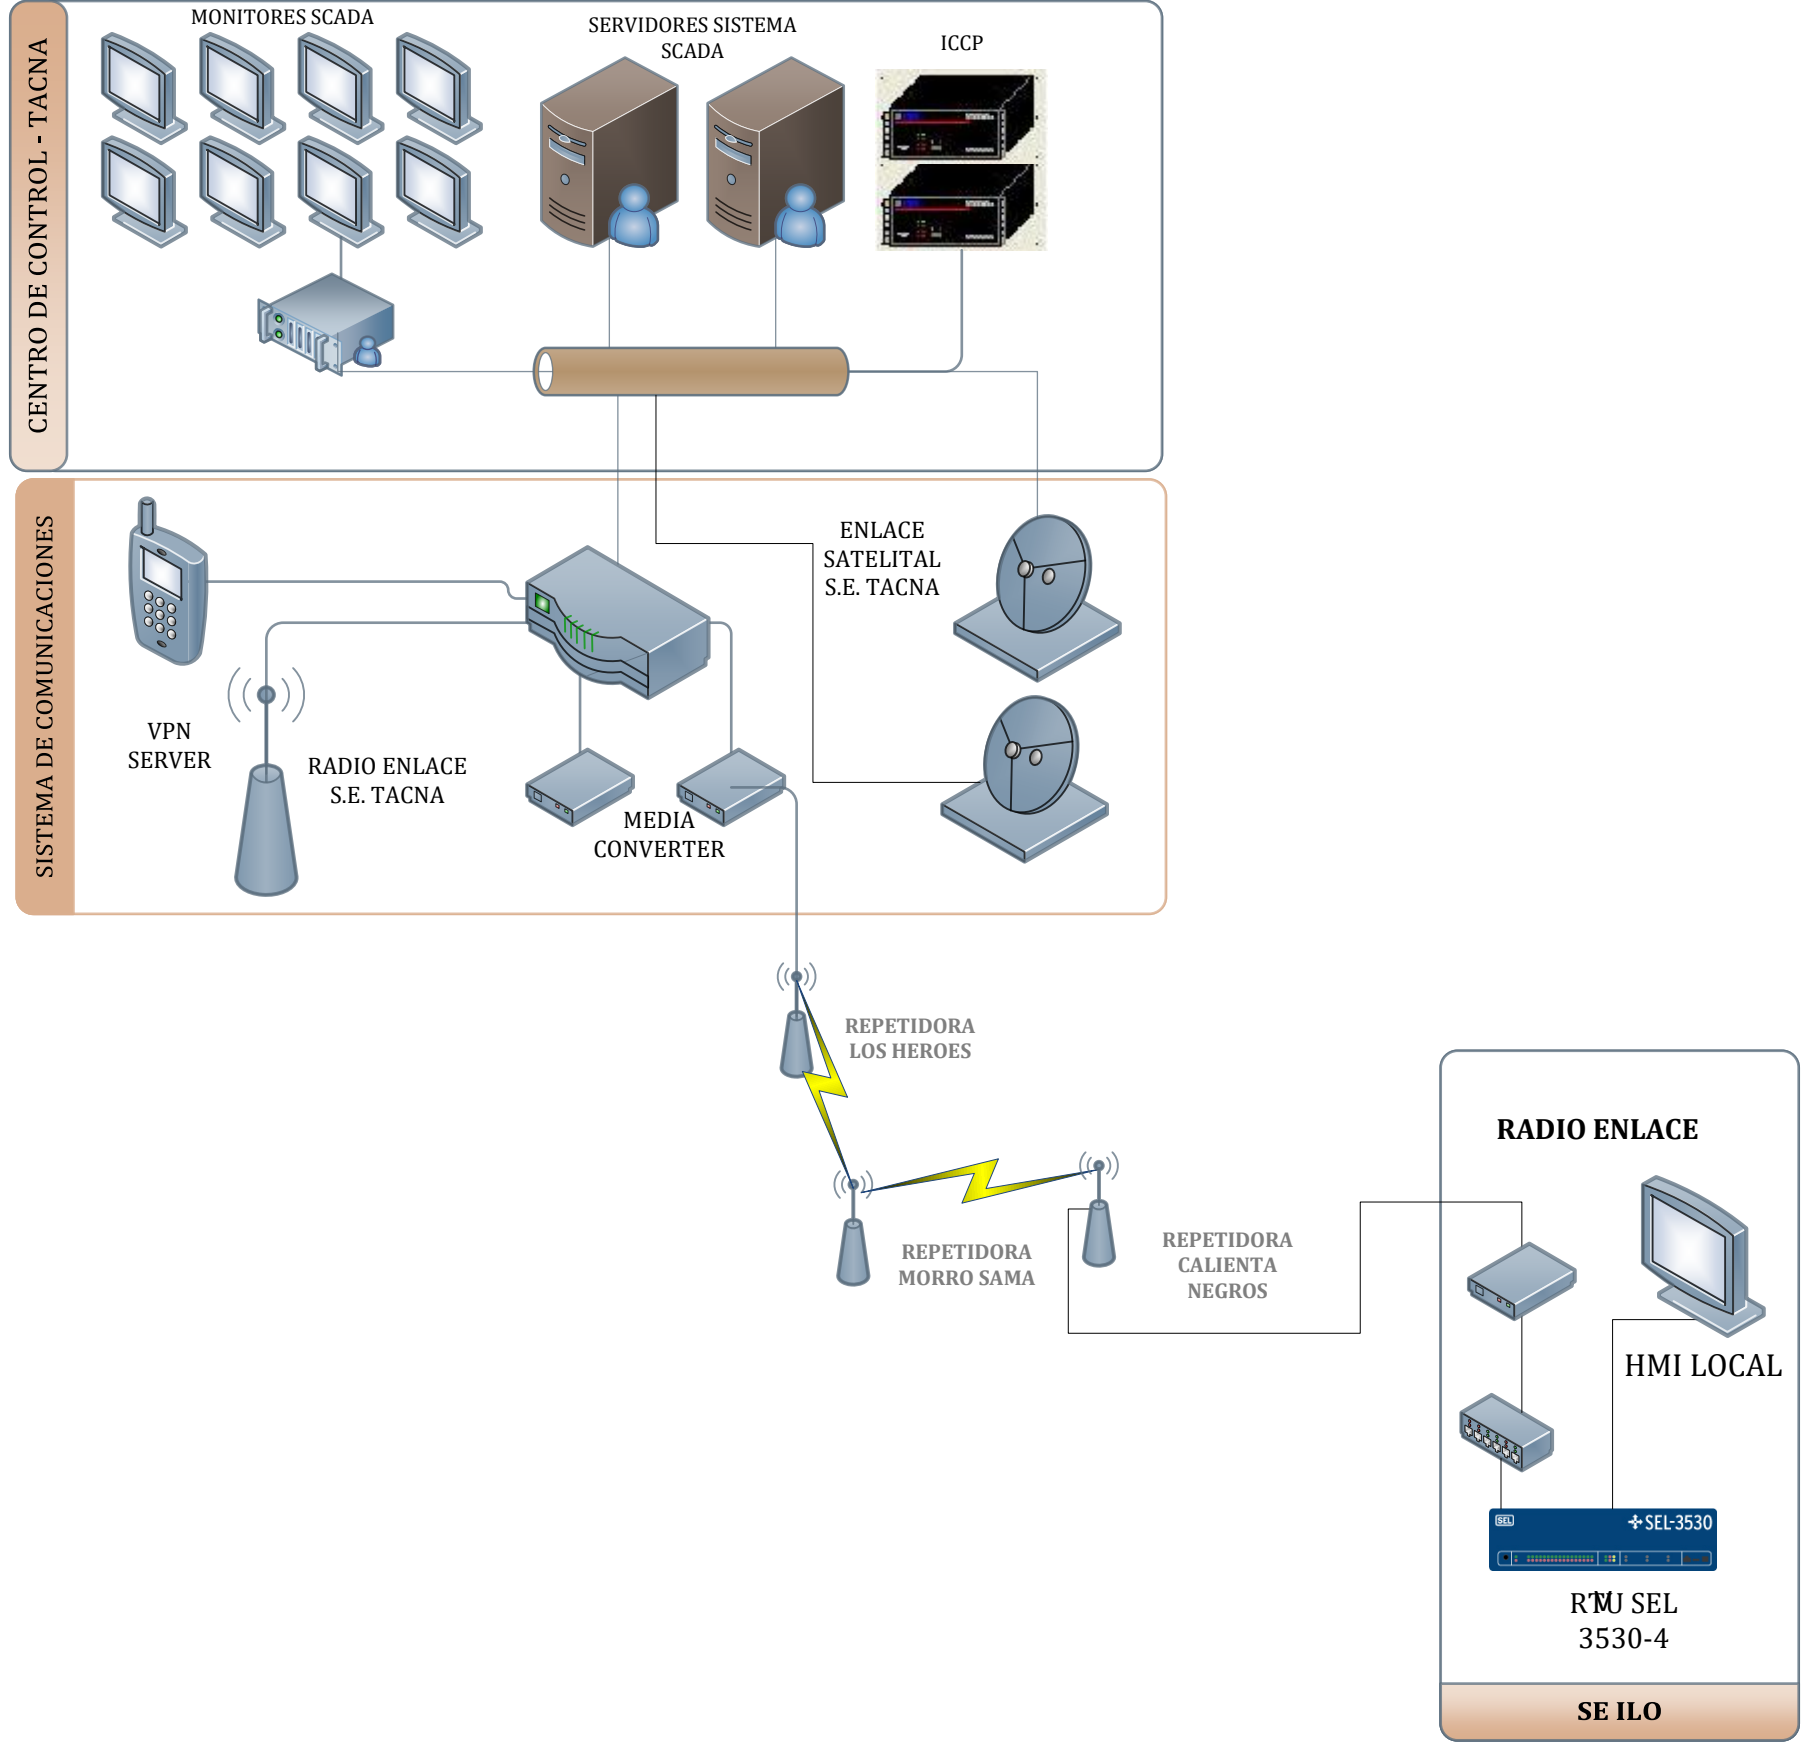 CENTRO DE CONTROL - TACNA
MONITORES SCADA
SERVIDORES SISTEMA
SCADA
ICCP
SISTEMA DE COMUNICACIONES
VPN
SERVER
RADIO ENLACE
S.E. TACNA
MEDIA
CONVERTER
ENLACE
SATELITAL
S.E. TACNA
REPETIDORA
LOS HEROES
REPETIDORA
MORRO SAMA
REPETIDORA
CALIENTA
NEGROS
RADIO ENLACE
HMI LOCAL
SEL
SEL-3530
RTU SEL
3530-4
SE ILO